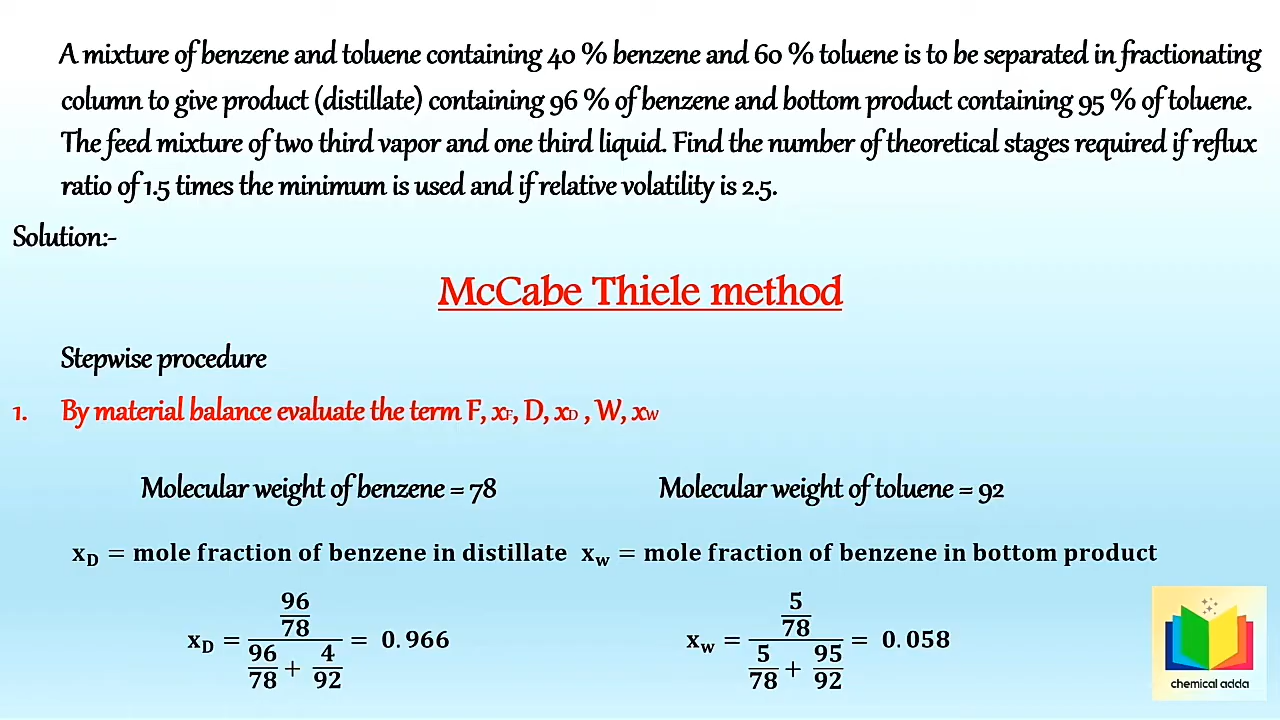 A mixture of benzene and toluene containing 40 % benzene and 60 % toluene is to be separated in fractionating
column to give product (distillate) containing 96 % of benzene and bottom product containing 95 % of toluene.
The feed mixture of two third vapor and one third liquid. Find the number of theoretical stages required if reflux
ratio of 1.5 times the minimum is used and if relative volatility is 2.5.
Solution:-
McCabe Thiele method
Stepwise procedure
1. By material balance evaluate the term F, xF, D, xD , W, xW
Molecular weight of benzene = 78 Molecular weight of toluene = 92
x_D = mole fraction of benzene in distillate x_w = mole fraction of benzene in bottom product
x_D = (96/78) / (96/78 + 4/92) = 0.966 x_w = (5/78) / (5/78 + 95/92) = 0.058
chemical adda